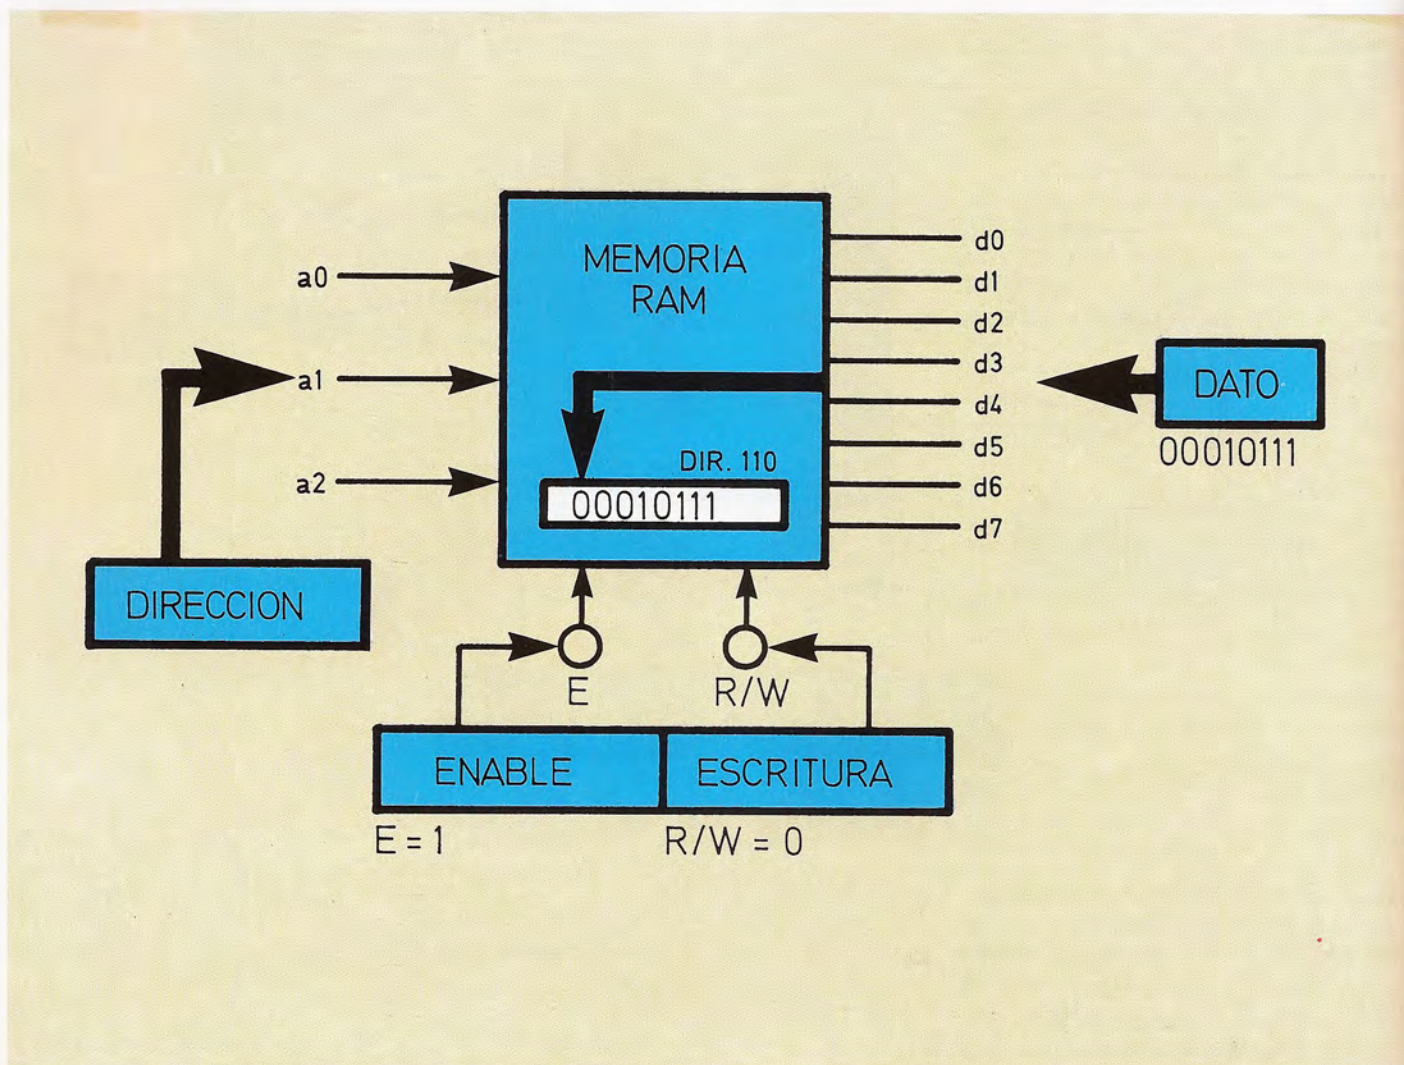 MEMORIA
RAM
a0
a1
a2
d0
d1
d2
d3
d4
d5
d6
d7
DATO
00010111
DIR. 110
00010111
DIRECCION
E
R/W
ENABLE
ESCRITURA
E = 1
R/W = 0